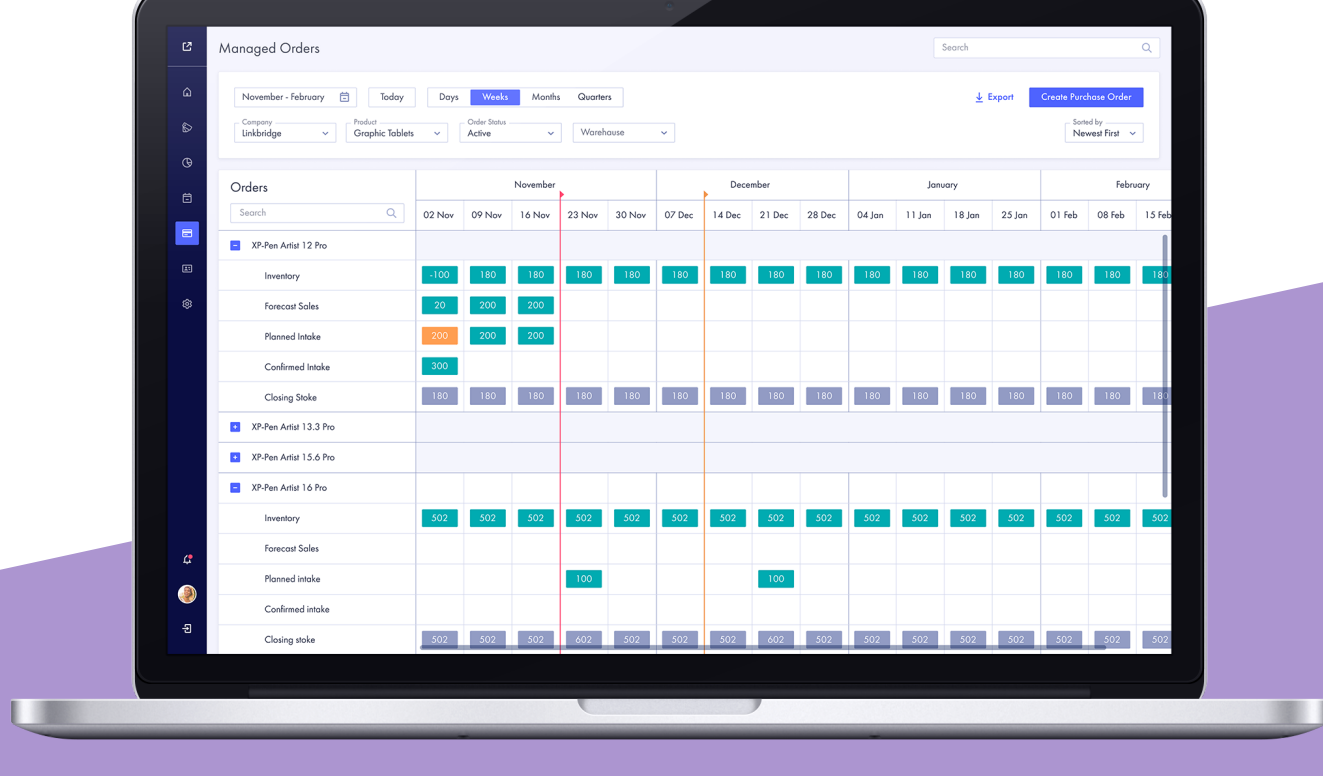 Managed Orders
Search
November - February
Today
Days Weeks Months Quarters
Export
Create Purchase Order
Company
Linkbridge
Product
Graphic Tablets
Order Status
Active
Warehouse
Sorted by
Newest First
Orders
Search
November December January February
02 Nov 09 Nov 16 Nov 23 Nov 30 Nov 07 Dec 14 Dec 21 Dec 28 Dec 04 Jan 11 Jan 18 Jan 25 Jan 01 Feb 08 Feb 15 Feb
XP-Pen Artist 12 Pro
Inventory -100 180 180 180 180 180 180 180 180 180 180 180 180 180 180 180
Forecast Sales 20 200 200
Planned Intake 200 200 200
Confirmed Intake 300
Closing Stoke 180 180 180 180 180 180 180 180 180 180 180 180 180 180 180 180
XP-Pen Artist 13.3 Pro
XP-Pen Artist 15.6 Pro
XP-Pen Artist 16 Pro
Inventory 502 502 502 502 502 502 502 502 502 502 502 502 502 502 502 502
Forecast Sales
Planned intake 100 100
Confirmed intake
Closing stoke 502 502 502 602 502 502 502 602 502 502 502 502 502 502 502 502